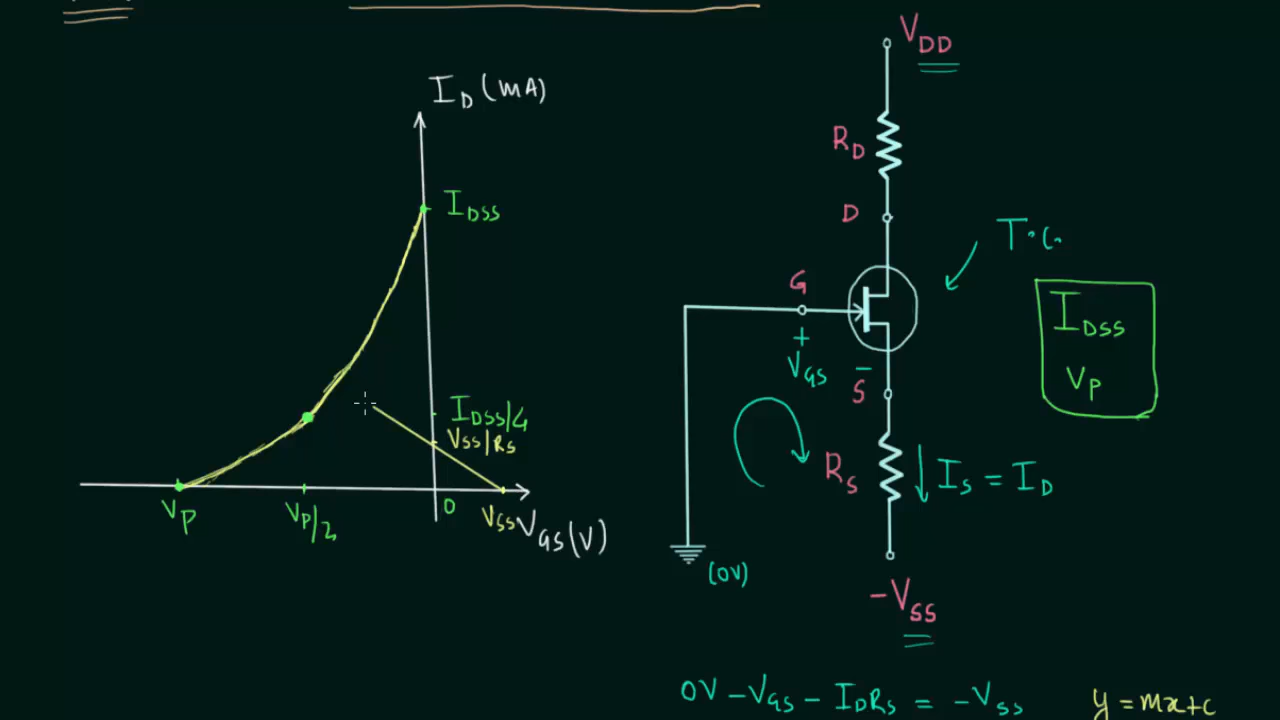 I_D (mA)
I_DSS
I_DSS/4
V_SS/R_S
V_P
V_P/2
0
V_SS
V_GS (V)
V_DD
R_D
D
T.C.
G
+
V_GS
−
S
I_DSS
V_P
R_S
I_S = I_D
(0V)
-V_SS
0V - V_GS - I_D R_S = -V_SS
y = mx+c